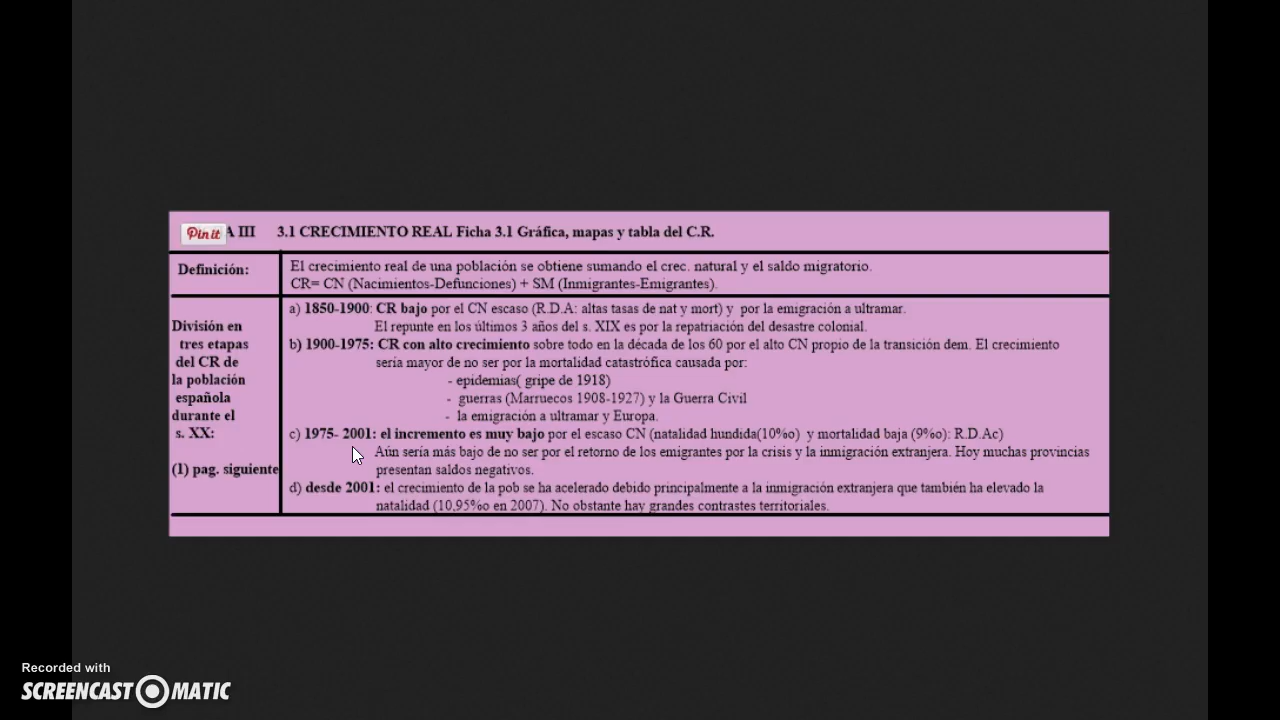 Pin it A III 3.1 CRECIMIENTO REAL Ficha 3.1 Gráfica, mapas y tabla del C.R.
Definición:
El crecimiento real de una población se obtiene sumando el crec. natural y el saldo migratorio.
CR= CN (Nacimientos-Defunciones) + SM (Inmigrantes-Emigrantes).
División en
tres etapas
del CR de
la población
española
durante el
s. XX:
(1) pag. siguiente
a) 1850-1900: CR bajo por el CN escaso (R.D.A: altas tasas de nat y mort) y por la emigración a ultramar.
El repunte en los últimos 3 años del s. XIX es por la repatriación del desastre colonial.
b) 1900-1975: CR con alto crecimiento sobre todo en la década de los 60 por el alto CN propio de la transición dem. El crecimiento
sería mayor de no ser por la mortalidad catastrófica causada por:
- epidemias( gripe de 1918)
- guerras (Marruecos 1908-1927) y la Guerra Civil
- la emigración a ultramar y Europa.
c) 1975- 2001: el incremento es muy bajo por el escaso CN (natalidad hundida(10%o) y mortalidad baja (9%o): R.D.Ac)
Aún sería más bajo de no ser por el retorno de los emigrantes por la crisis y la inmigración extranjera. Hoy muchas provincias
presentan saldos negativos.
d) desde 2001: el crecimiento de la pob se ha acelerado debido principalmente a la inmigración extranjera que también ha elevado la
natalidad (10,95%o en 2007). No obstante hay grandes contrastes territoriales.
Recorded with
SCREENCAST O MATIC